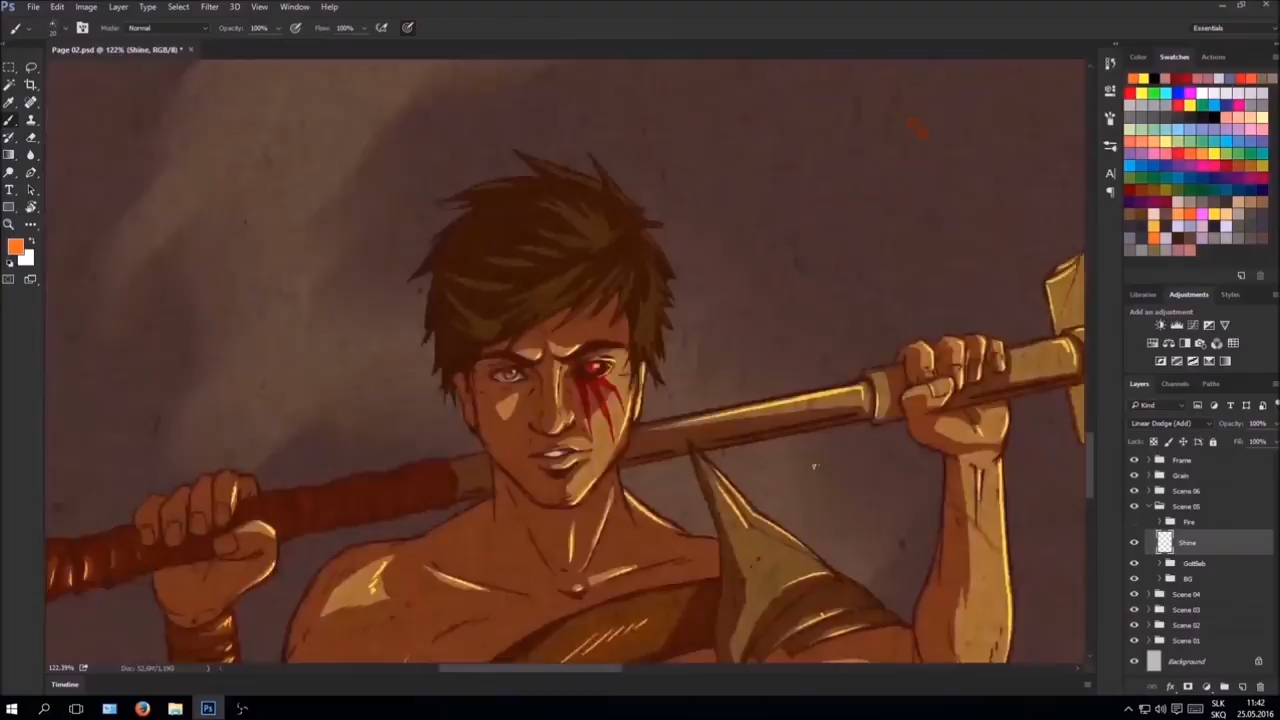 Ps File Edit Image Layer Type Select Filter 3D View Window Help
20 Mode: Normal Opacity: 100% Flow: 100% Essentials
Page 02.psd @ 122% (Shine, RGB/8) *
Color Swatches Actions
Libraries Adjustments Styles
Add an adjustment
Layers Channels Paths
Kind
Linear Dodge (Add) Opacity: 100%
Lock: Fill: 100%
Frame
Grain
Scene 06
Scene 05
Fire
Shine
Gottlieb
BG
Scene 04
Scene 03
Scene 02
Scene 01
Background
122,39%
Timeline
Ps SLK 11:42
SKQ 25.05.2016